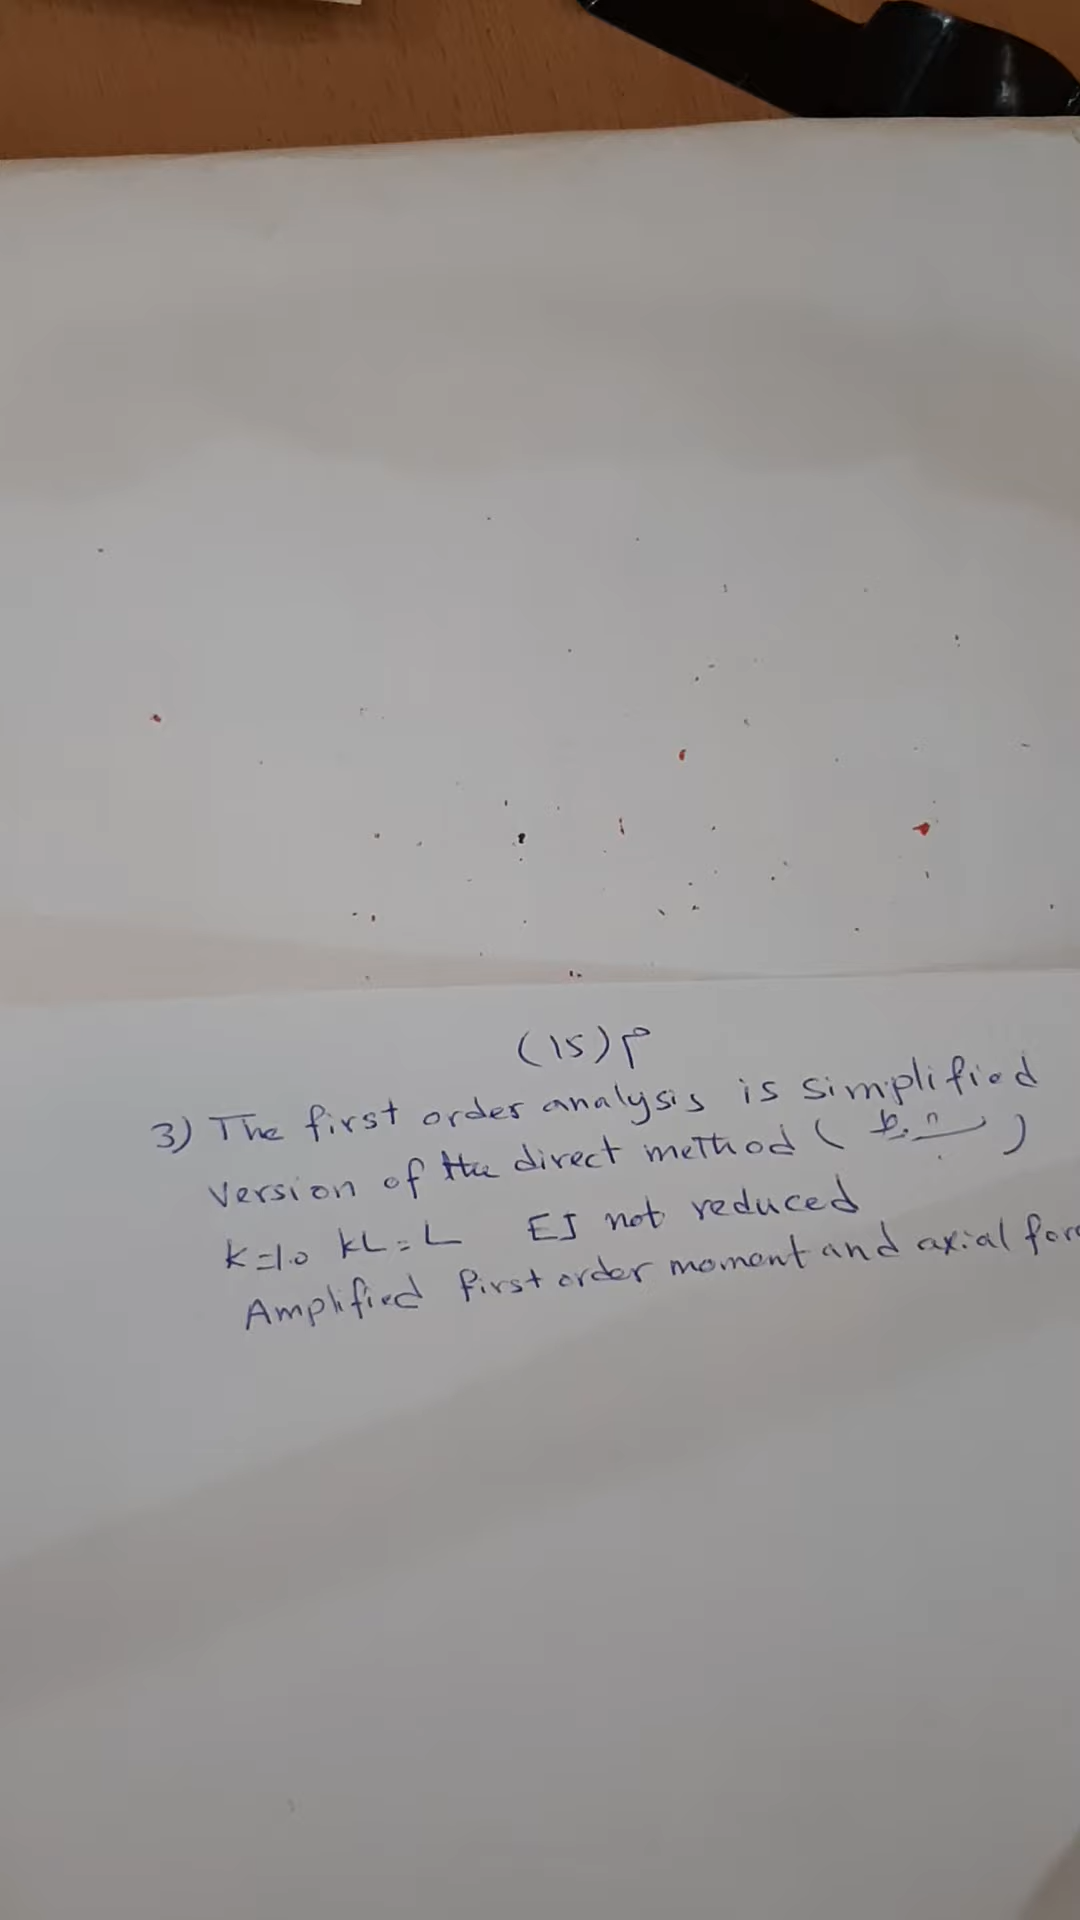 (15) م
3) The first order analysis is simplified
version of the direct method ( )
k=1.0 kL=L EI not reduced
Amplified first order moment and axial forc